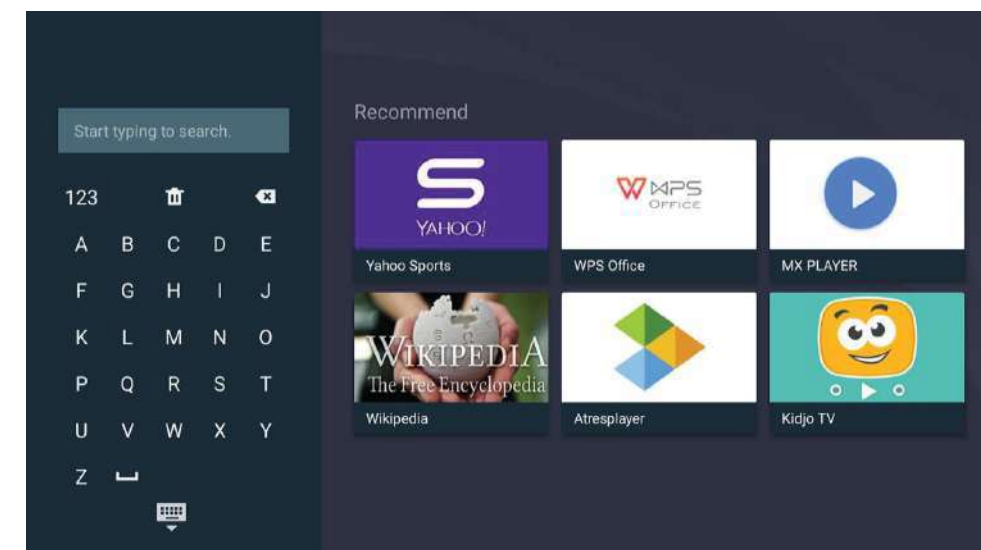 Start typing to search.
123
A B C D E
F G H I J
K L M N O
P Q R S T
U V W X Y
Z
Recommend
S
YAHOO!
Yahoo Sports
WPS
OFFICE
WPS Office
MX PLAYER
WIKIPEDIA
The Free Encyclopedia
Wikipedia
Atresplayer
Kidjo TV